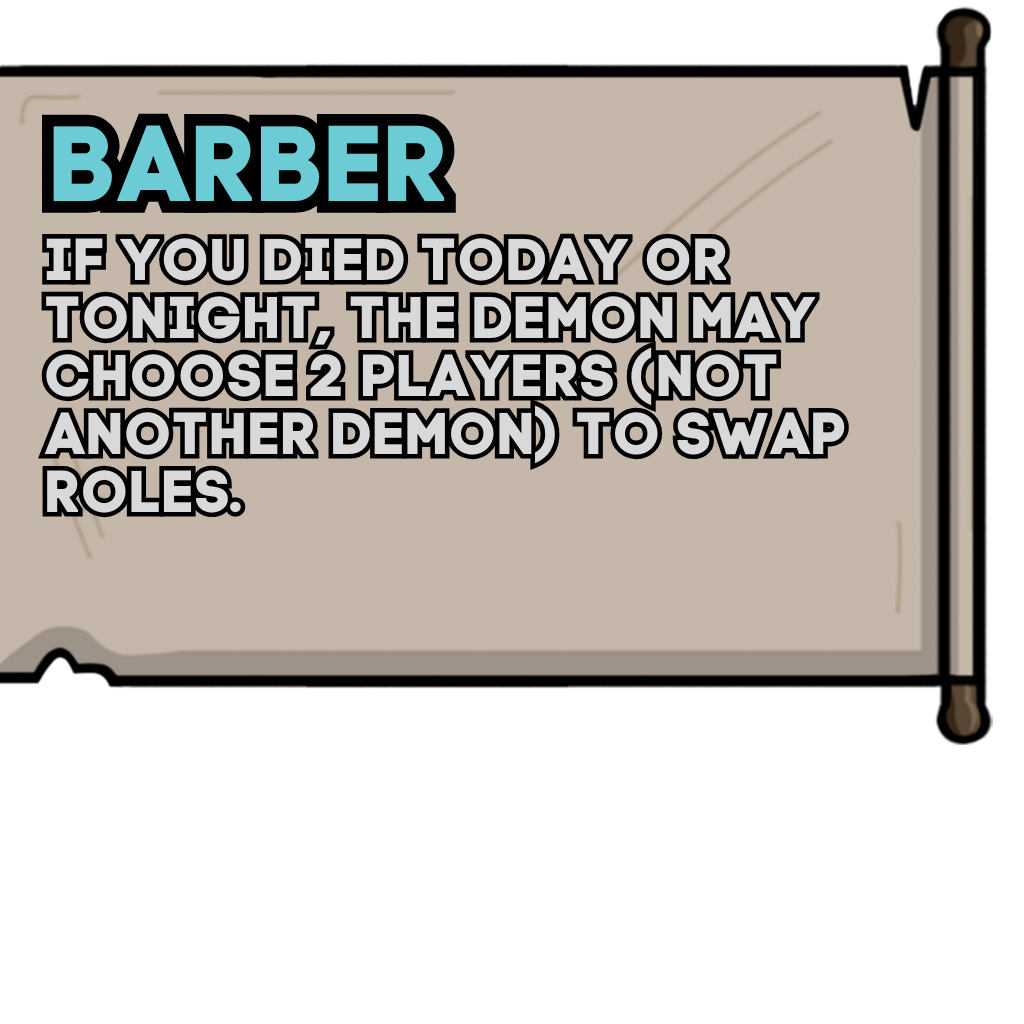 BARBER
IF YOU DIED TODAY OR
TONIGHT, THE DEMON MAY
CHOOSE 2 PLAYERS (NOT
ANOTHER DEMON) TO SWAP
ROLES.